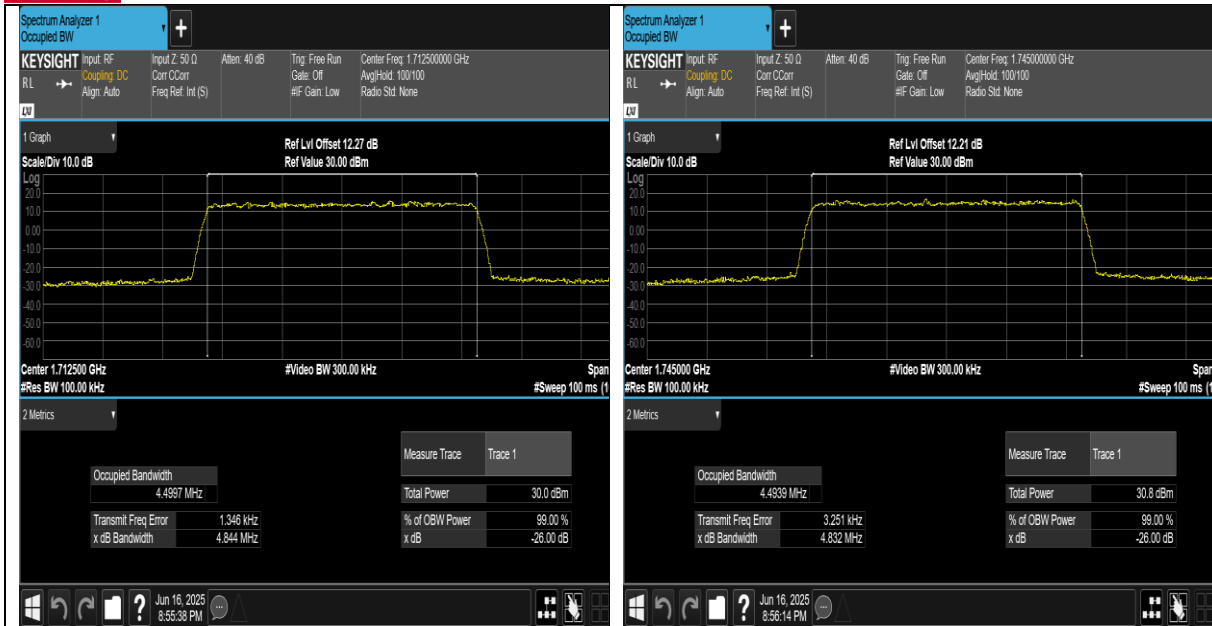 Spectrum Analyzer 1
Occupied BW
+
KEYSIGHT
RL
LXI
Input: RF
Coupling: DC
Align: Auto
Input Z: 50 Ω
Corr CCorr
Freq Ref: Int (S)
Atten: 40 dB
Trig: Free Run
Gate: Off
#IF Gain: Low
Center Freq: 1.712500000 GHz
Avg|Hold: 100/100
Radio Std: None
1 Graph
Scale/Div 10.0 dB
Ref Lvl Offset 12.27 dB
Ref Value 30.00 dBm
Log
20.0
10.0
0.00
-10.0
-20.0
-30.0
-40.0
-50.0
-60.0
Center 1.712500 GHz
#Res BW 100.00 kHz
#Video BW 300.00 kHz
Span
#Sweep 100 ms (1
2 Metrics
Measure Trace Trace 1
Occupied Bandwidth
4.4997 MHz
Total Power 30.0 dBm
Transmit Freq Error 1.346 kHz
% of OBW Power 99.00 %
x dB Bandwidth 4.844 MHz
x dB -26.00 dB
?
Jun 16, 2025
8:55:38 PM
Spectrum Analyzer 1
Occupied BW
+
KEYSIGHT
RL
LXI
Input: RF
Coupling: DC
Align: Auto
Input Z: 50 Ω
Corr CCorr
Freq Ref: Int (S)
Atten: 40 dB
Trig: Free Run
Gate: Off
#IF Gain: Low
Center Freq: 1.745000000 GHz
Avg|Hold: 100/100
Radio Std: None
1 Graph
Scale/Div 10.0 dB
Ref Lvl Offset 12.21 dB
Ref Value 30.00 dBm
Log
20.0
10.0
0.00
-10.0
-20.0
-30.0
-40.0
-50.0
-60.0
Center 1.745000 GHz
#Res BW 100.00 kHz
#Video BW 300.00 kHz
Span
#Sweep 100 ms (1
2 Metrics
Measure Trace Trace 1
Occupied Bandwidth
4.4939 MHz
Total Power 30.8 dBm
Transmit Freq Error 3.251 kHz
% of OBW Power 99.00 %
x dB Bandwidth 4.832 MHz
x dB -26.00 dB
?
Jun 16, 2025
8:56:14 PM